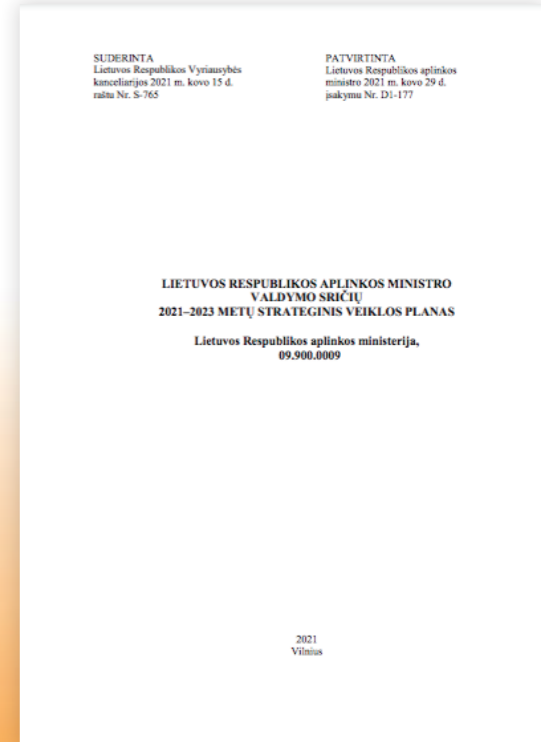 SUDERINTA
Lietuvos Respublikos Vyriausybės
kanceliarijos 2021 m. kovo 15 d.
raštu Nr. S-765
PATVIRTINTA
Lietuvos Respublikos aplinkos
ministro 2021 m. kovo 29 d.
įsakymu Nr. D1-177
LIETUVOS RESPUBLIKOS APLINKOS MINISTRO
VALDYMO SRIČIŲ
2021–2023 METŲ STRATEGINIS VEIKLOS PLANAS
Lietuvos Respublikos aplinkos ministerija,
09.900.0009
2021
Vilnius